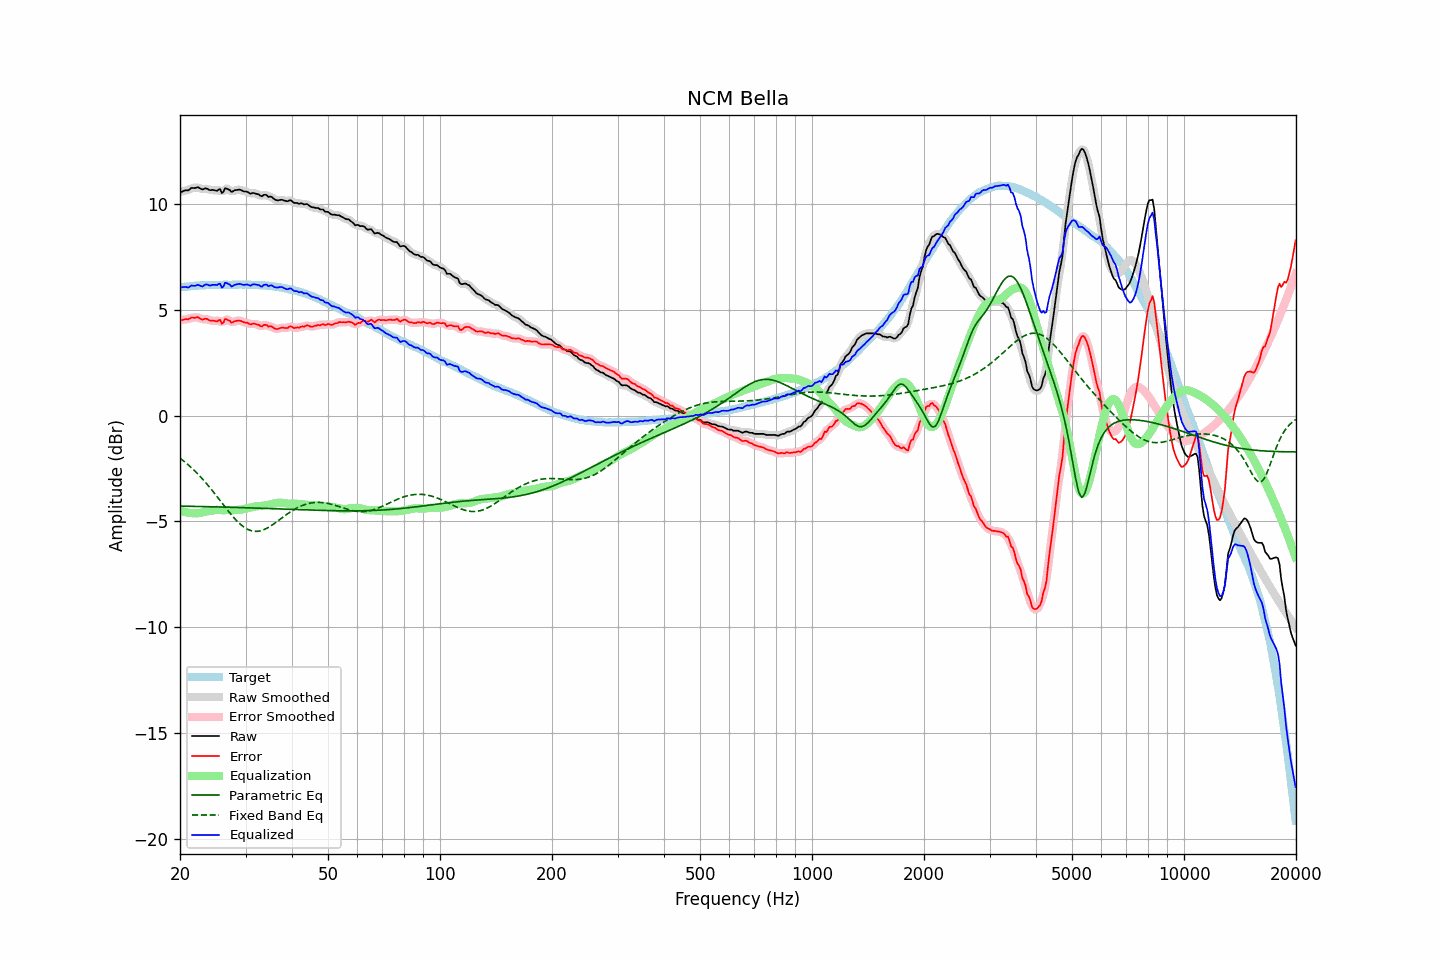 NCM Bella
Amplitude (dBr)
10
5
0
−5
−10
−15
−20
Target
Raw Smoothed
Error Smoothed
Raw
Error
Equalization
Parametric Eq
Fixed Band Eq
Equalized
20 50 100 200 500 1000 2000 5000 10000 20000
Frequency (Hz)